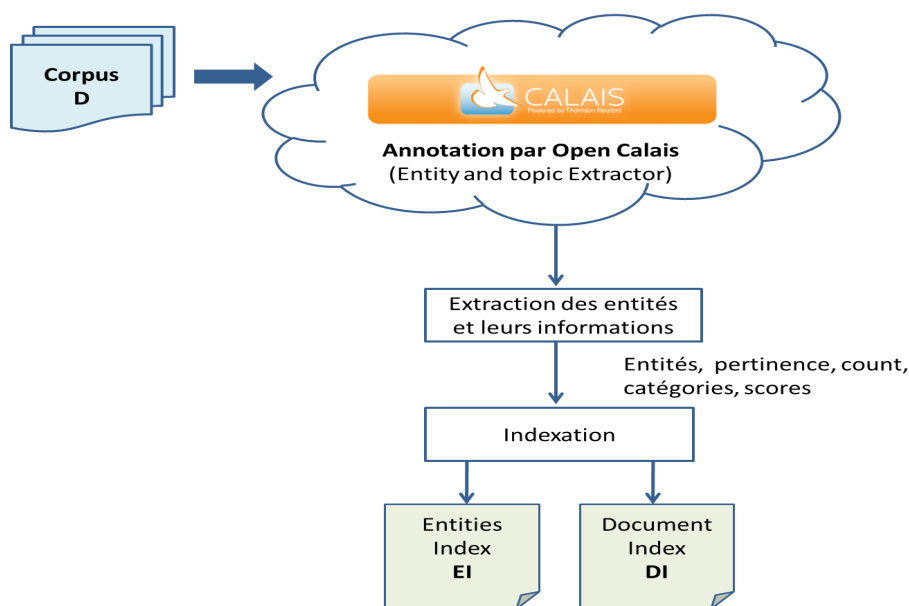 Corpus
D
CALAIS
Powered by Thomson Reuters
Annotation par Open Calais
(Entity and topic Extractor)
Extraction des entités
et leurs informations
Entités, pertinence, count,
catégories, scores
Indexation
Entities
Index
EI
Document
Index
DI